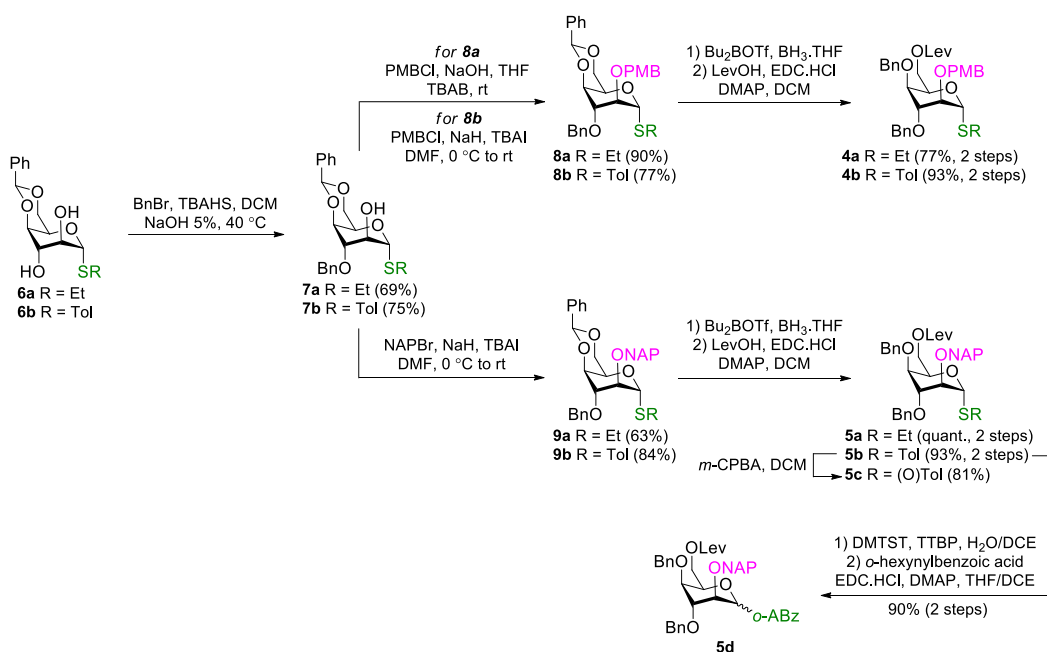 for 8a
PMBCl, NaOH, THF
TBAB, rt
for 8b
PMBCl, NaH, TBAI
DMF, 0 °C to rt
Ph
O
O
OPMB
O
BnO
SR
8a R = Et (90%)
8b R = Tol (77%)
1) Bu2BOTf, BH3.THF
2) LevOH, EDC.HCl
DMAP, DCM
OLev
BnO
OPMB
O
BnO
SR
4a R = Et (77%, 2 steps)
4b R = Tol (93%, 2 steps)
Ph
O
O
OH
O
HO
SR
6a R = Et
6b R = Tol
BnBr, TBAHS, DCM
NaOH 5%, 40 °C
Ph
O
O
OH
O
BnO
SR
7a R = Et (69%)
7b R = Tol (75%)
NAPBr, NaH, TBAI
DMF, 0 °C to rt
Ph
O
O
ONAP
O
BnO
SR
9a R = Et (63%)
9b R = Tol (84%)
1) Bu2BOTf, BH3.THF
2) LevOH, EDC.HCl
DMAP, DCM
OLev
BnO
ONAP
O
BnO
SR
5a R = Et (quant., 2 steps)
5b R = Tol (93%, 2 steps)
m-CPBA, DCM
5c R = (O)Tol (81%)
1) DMTST, TTBP, H2O/DCE
2) o-hexynylbenzoic acid
EDC.HCl, DMAP, THF/DCE
90% (2 steps)
OLev
BnO
ONAP
O
BnO
o-ABz
5d